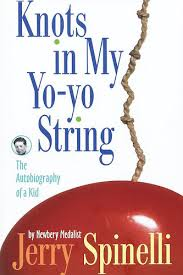 Knots
in My
Yo-yo
String
The
Autobiography
of a Kid
by Newbery Medalist
Jerry Spinelli